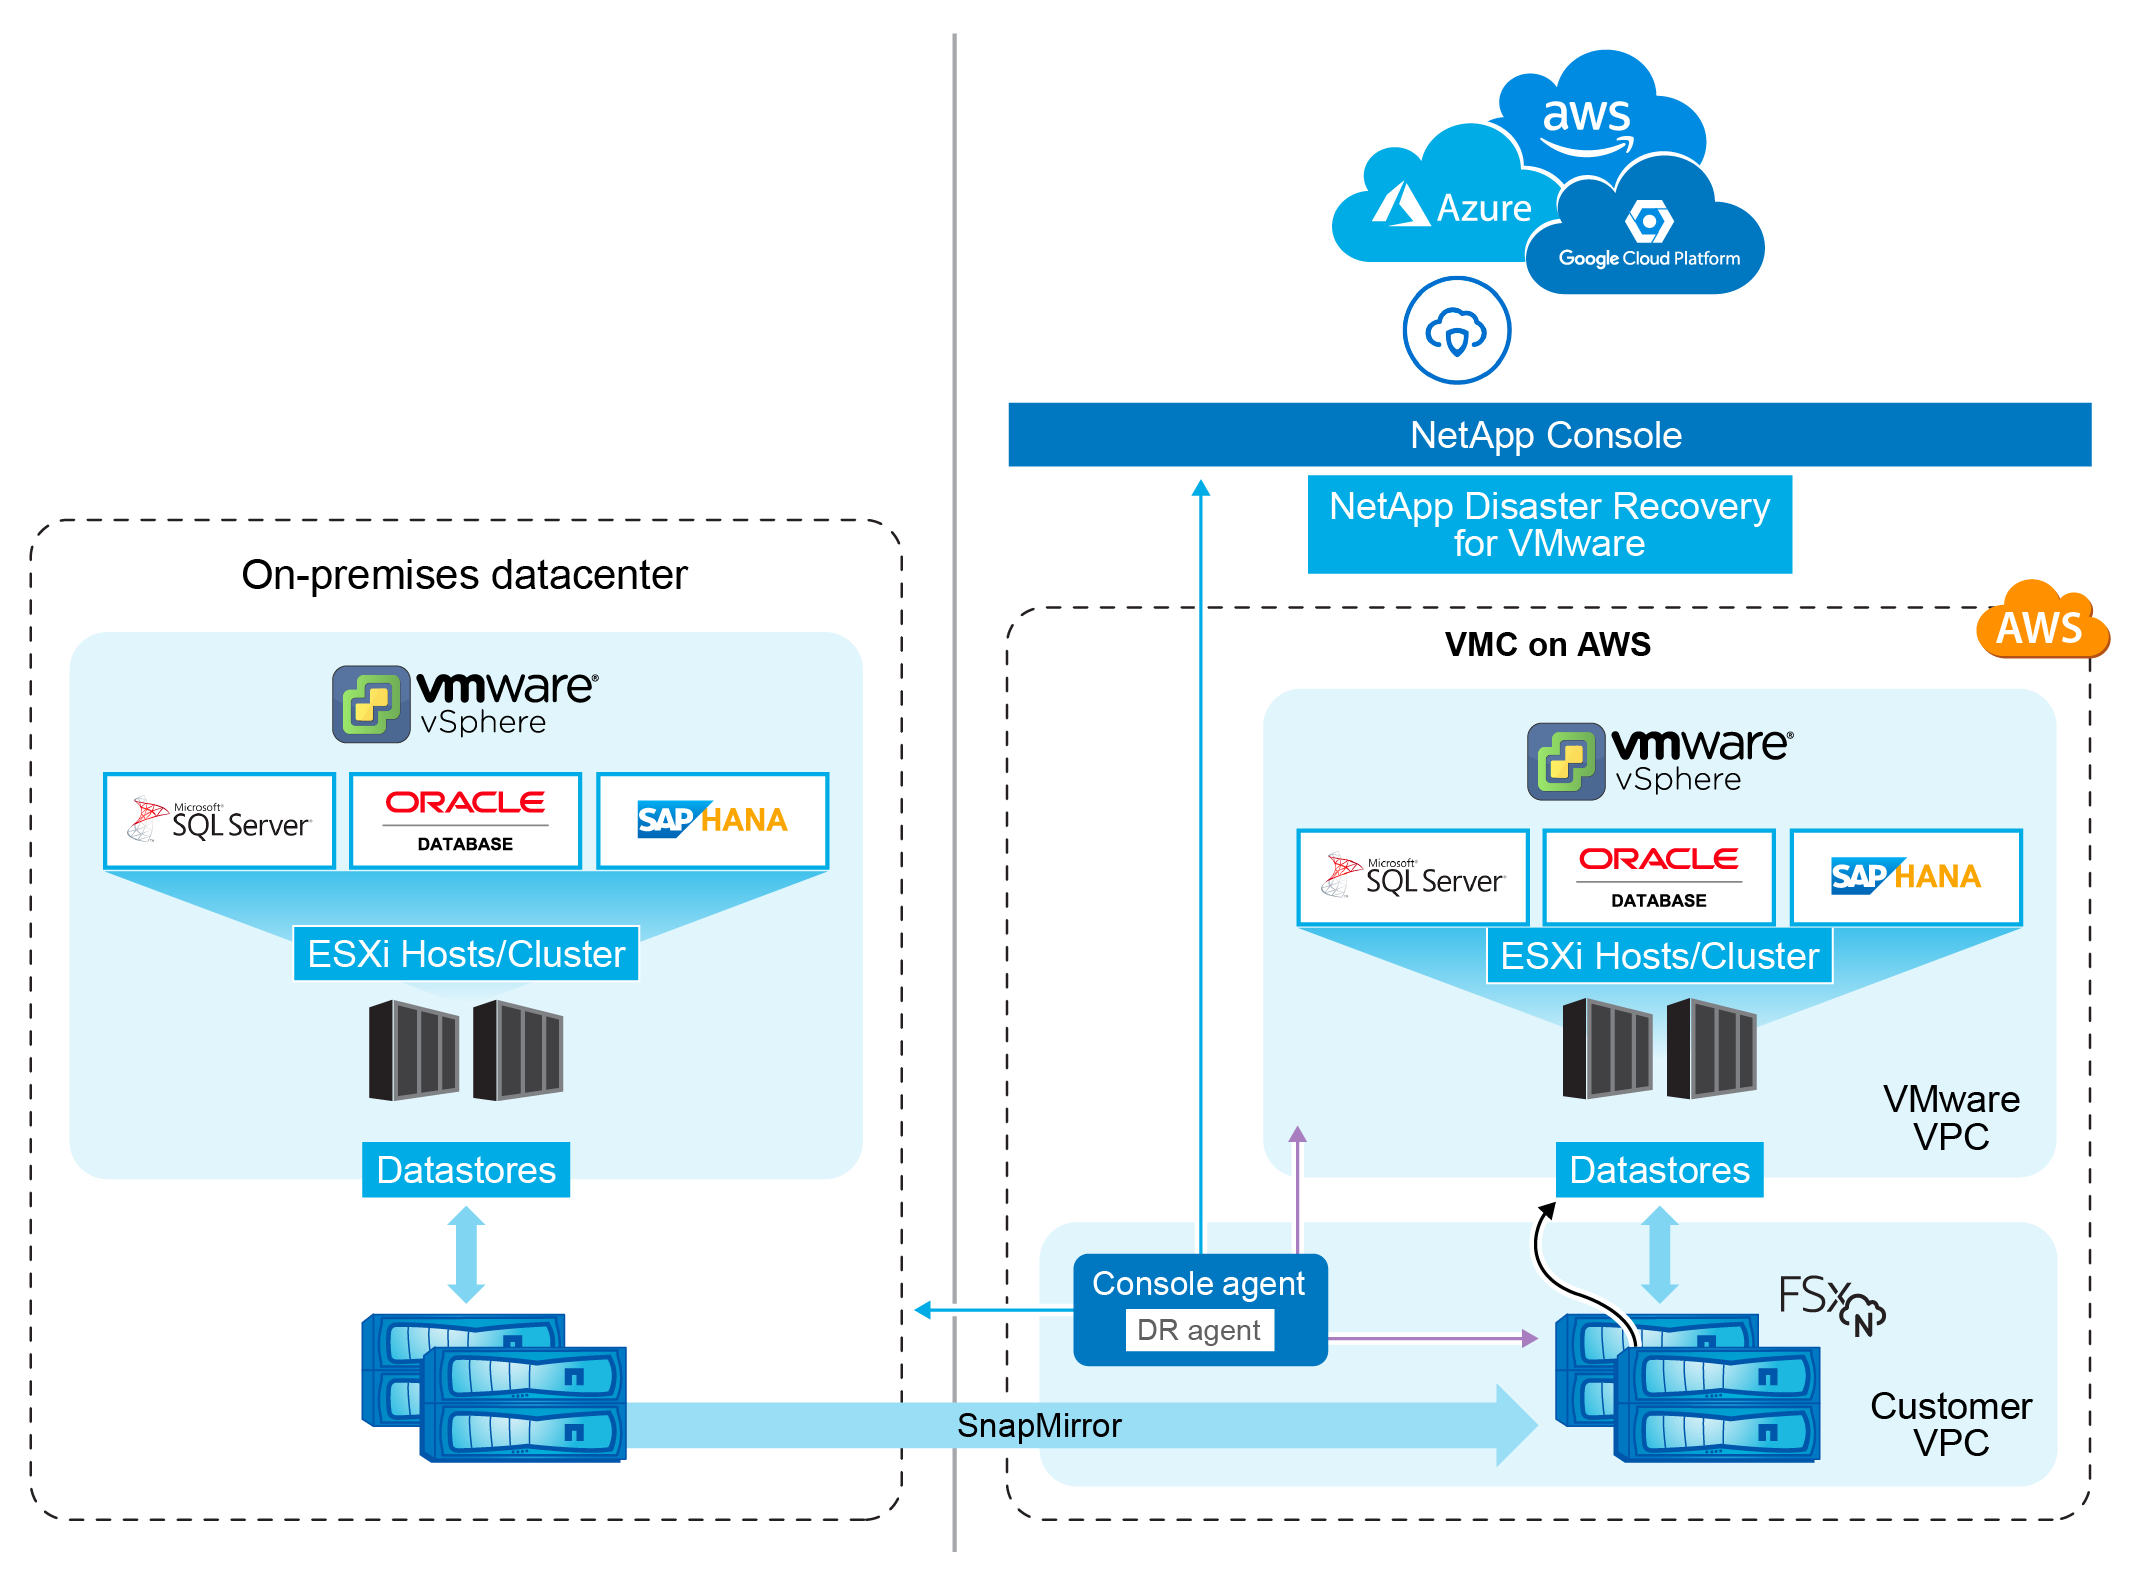 aws
Azure
Google Cloud Platform
NetApp Console
NetApp Disaster Recovery
for VMware
On-premises datacenter
vmware®
vSphere
Microsoft®
SQL Server®
ORACLE
DATABASE
SAP HANA
ESXi Hosts/Cluster
Datastores
AWS
VMC on AWS
vmware®
vSphere
Microsoft®
SQL Server®
ORACLE
DATABASE
SAP HANA
ESXi Hosts/Cluster
VMware
VPC
Datastores
Console agent
DR agent
FSx
N
SnapMirror
Customer
VPC